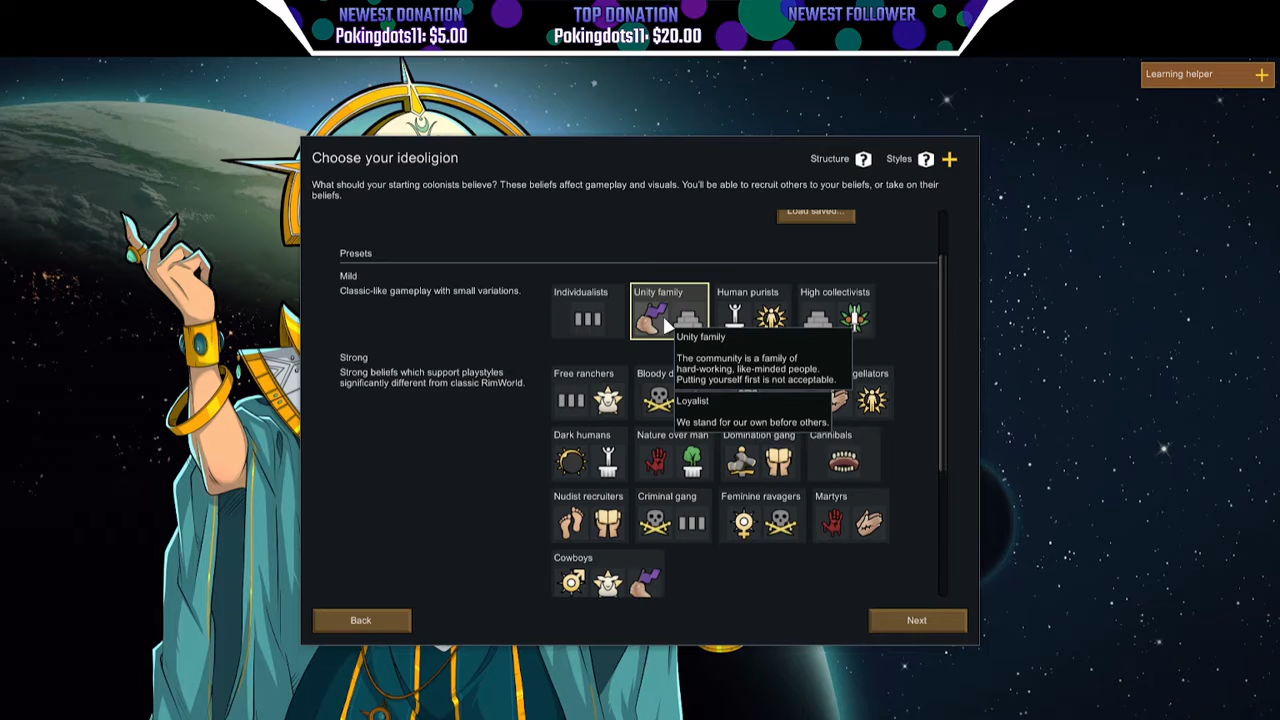 NEWEST DONATION
Pokingdots11: $5.00
TOP DONATION
Pokingdots11: $20.00
NEWEST FOLLOWER
Learning helper
Choose your ideoligion
Structure
Styles
What should your starting colonists believe? These beliefs affect gameplay and visuals. You'll be able to recruit others to your beliefs, or take on their
beliefs.
Load saved...
Presets
Mild
Classic-like gameplay with small variations.
Individualists
Unity family
Human purists
High collectivists
Unity family
The community is a family of
hard-working, like-minded people.
Putting yourself first is not acceptable.
Loyalist
We stand for our own before others.
Strong
Strong beliefs which support playstyles
significantly different from classic RimWorld.
Free ranchers
Bloody
Dark humans
Nature over man
Domination gang
Cannibals
Nudist recruiters
Criminal gang
Feminine ravagers
Martyrs
Cowboys
Back
Next